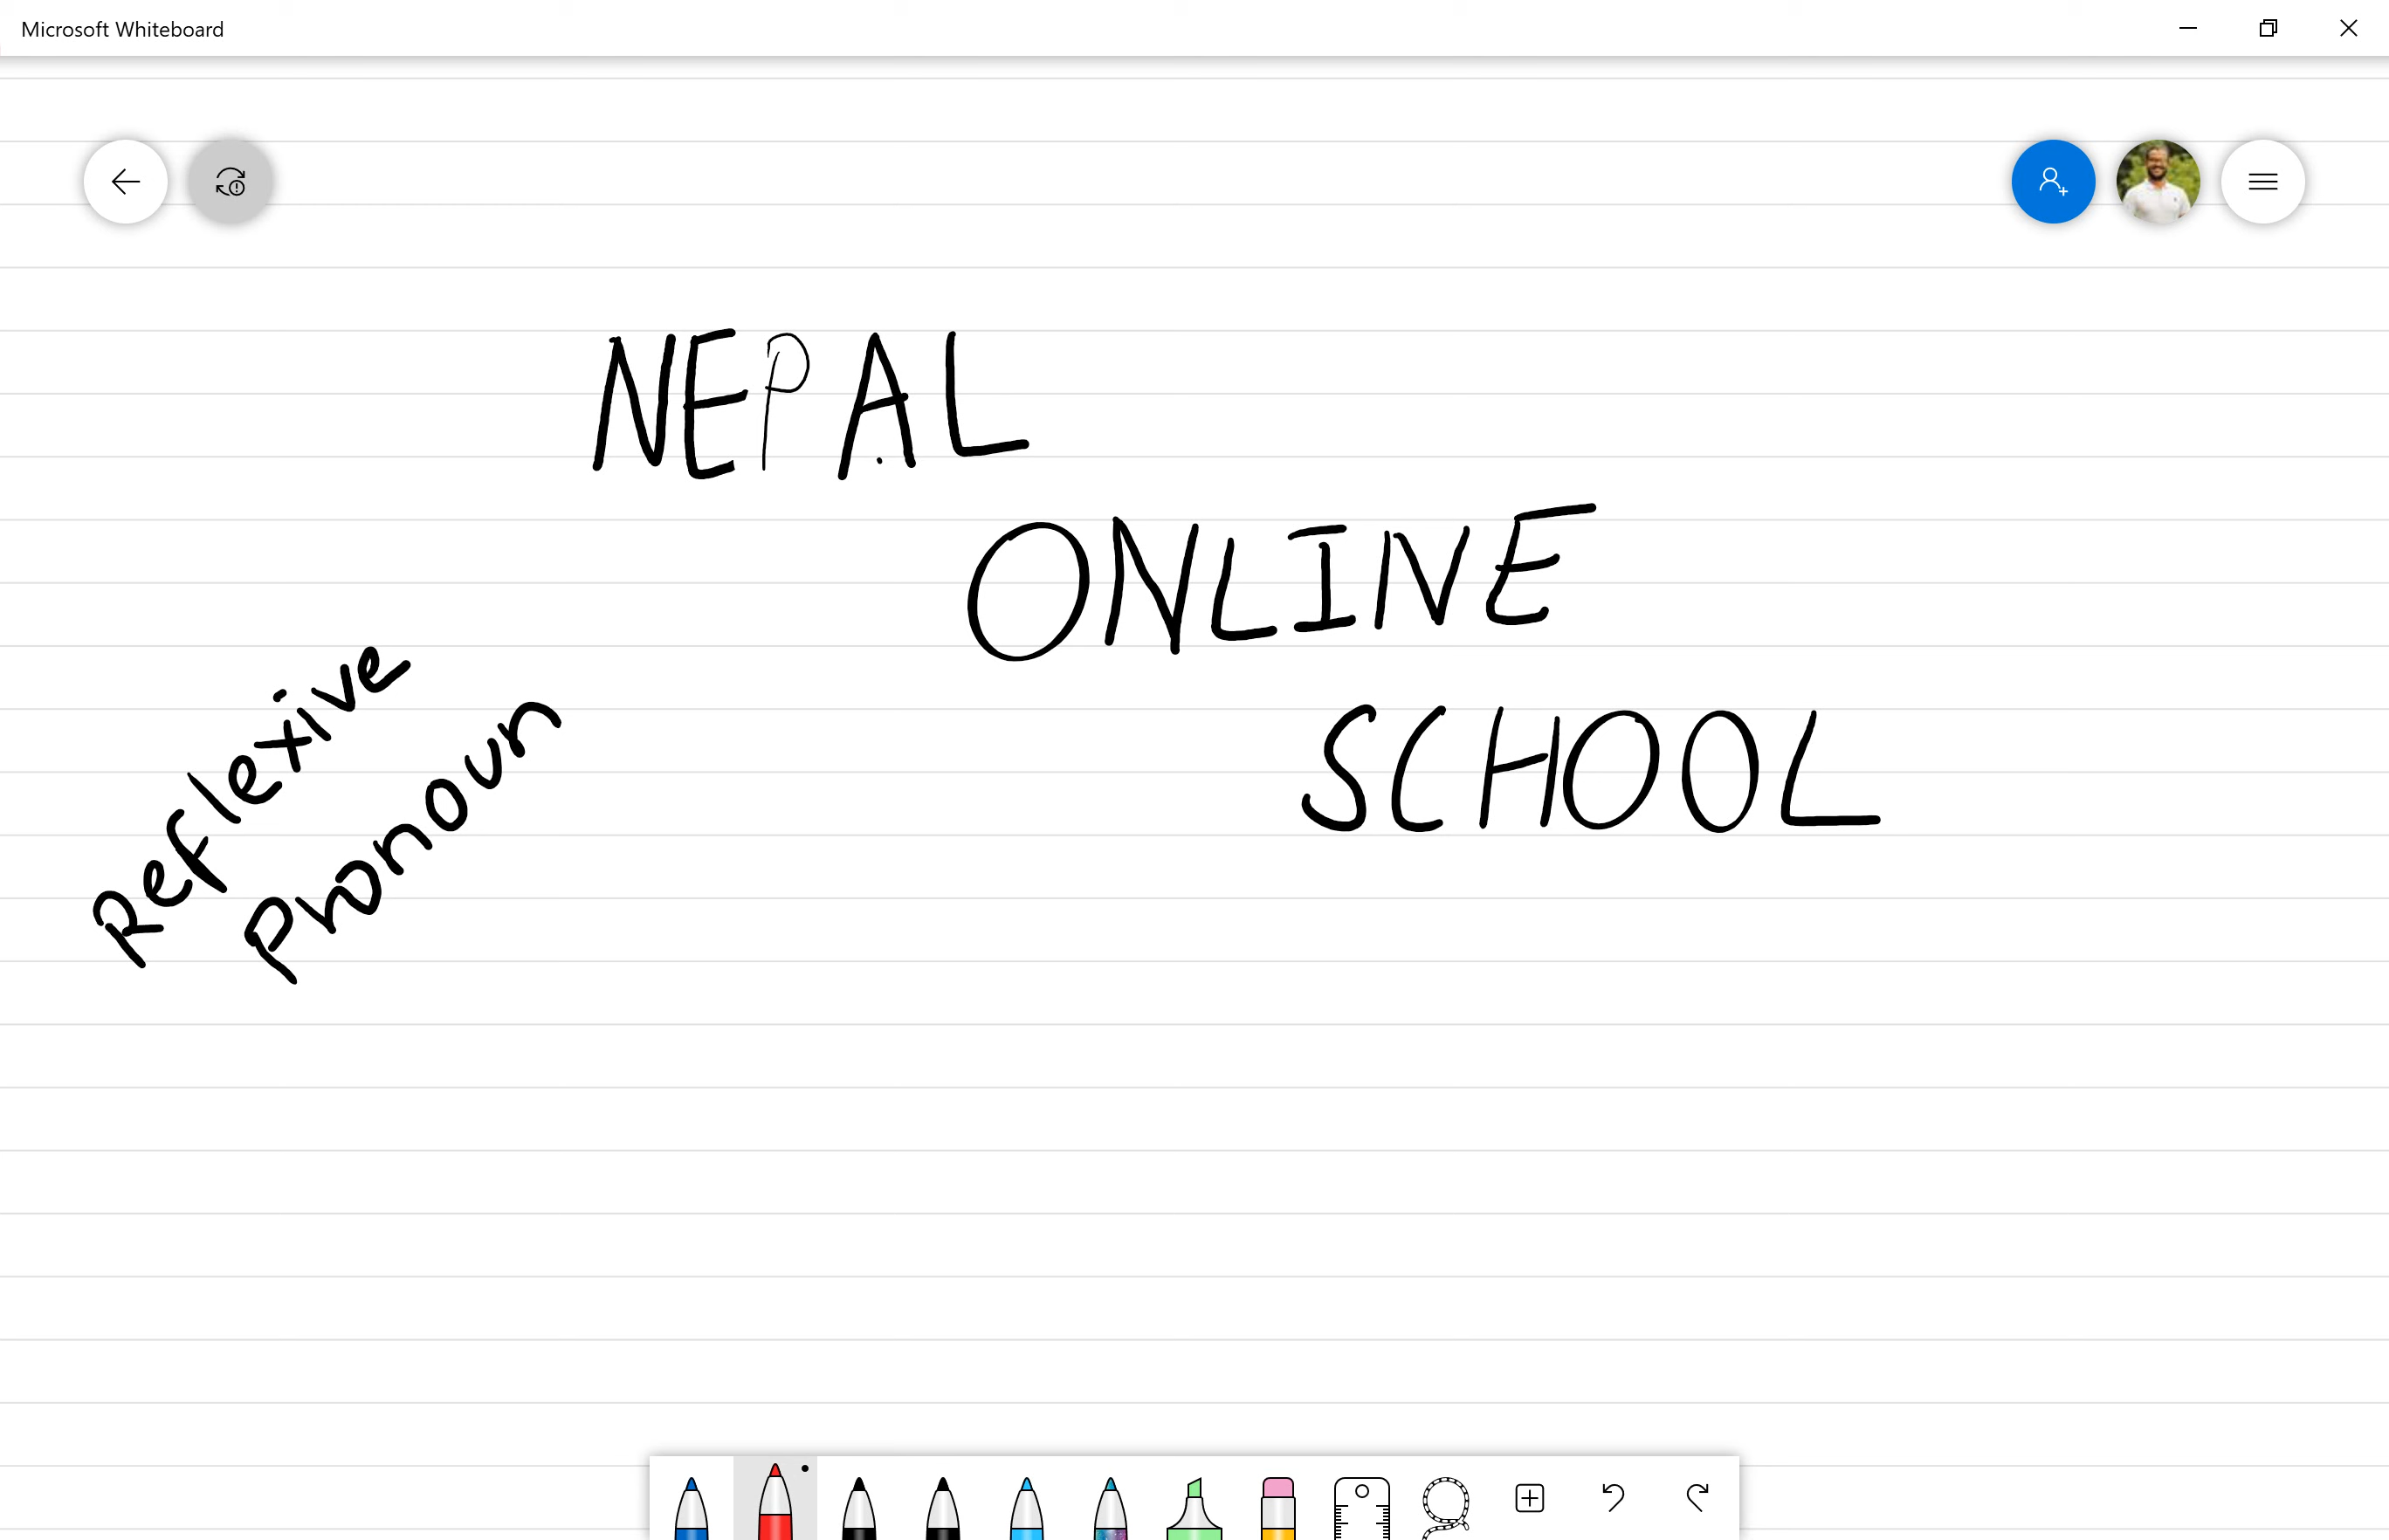 Microsoft Whiteboard
NEPAL
ONLINE
SCHOOL
Reflexive
Pronoun